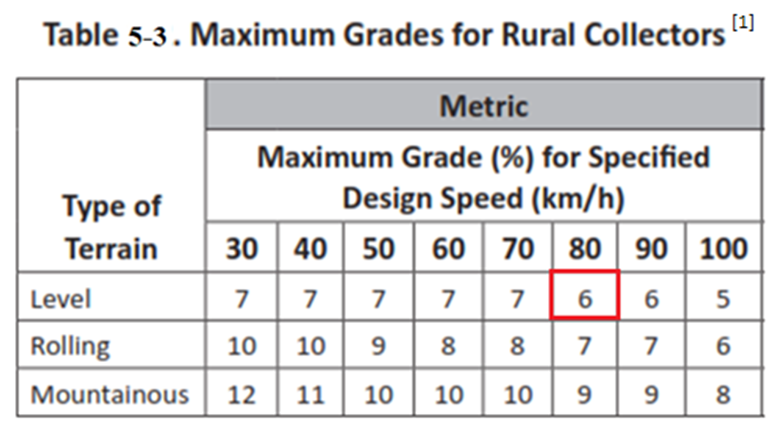 Table 5-3 . Maximum Grades for Rural Collectors [1]
Metric
Maximum Grade (%) for Specified
Design Speed (km/h)
Type of
Terrain
30 40 50 60 70 80 90 100
Level 7 7 7 7 7 6 6 5
Rolling 10 10 9 8 8 7 7 6
Mountainous 12 11 10 10 10 9 9 8